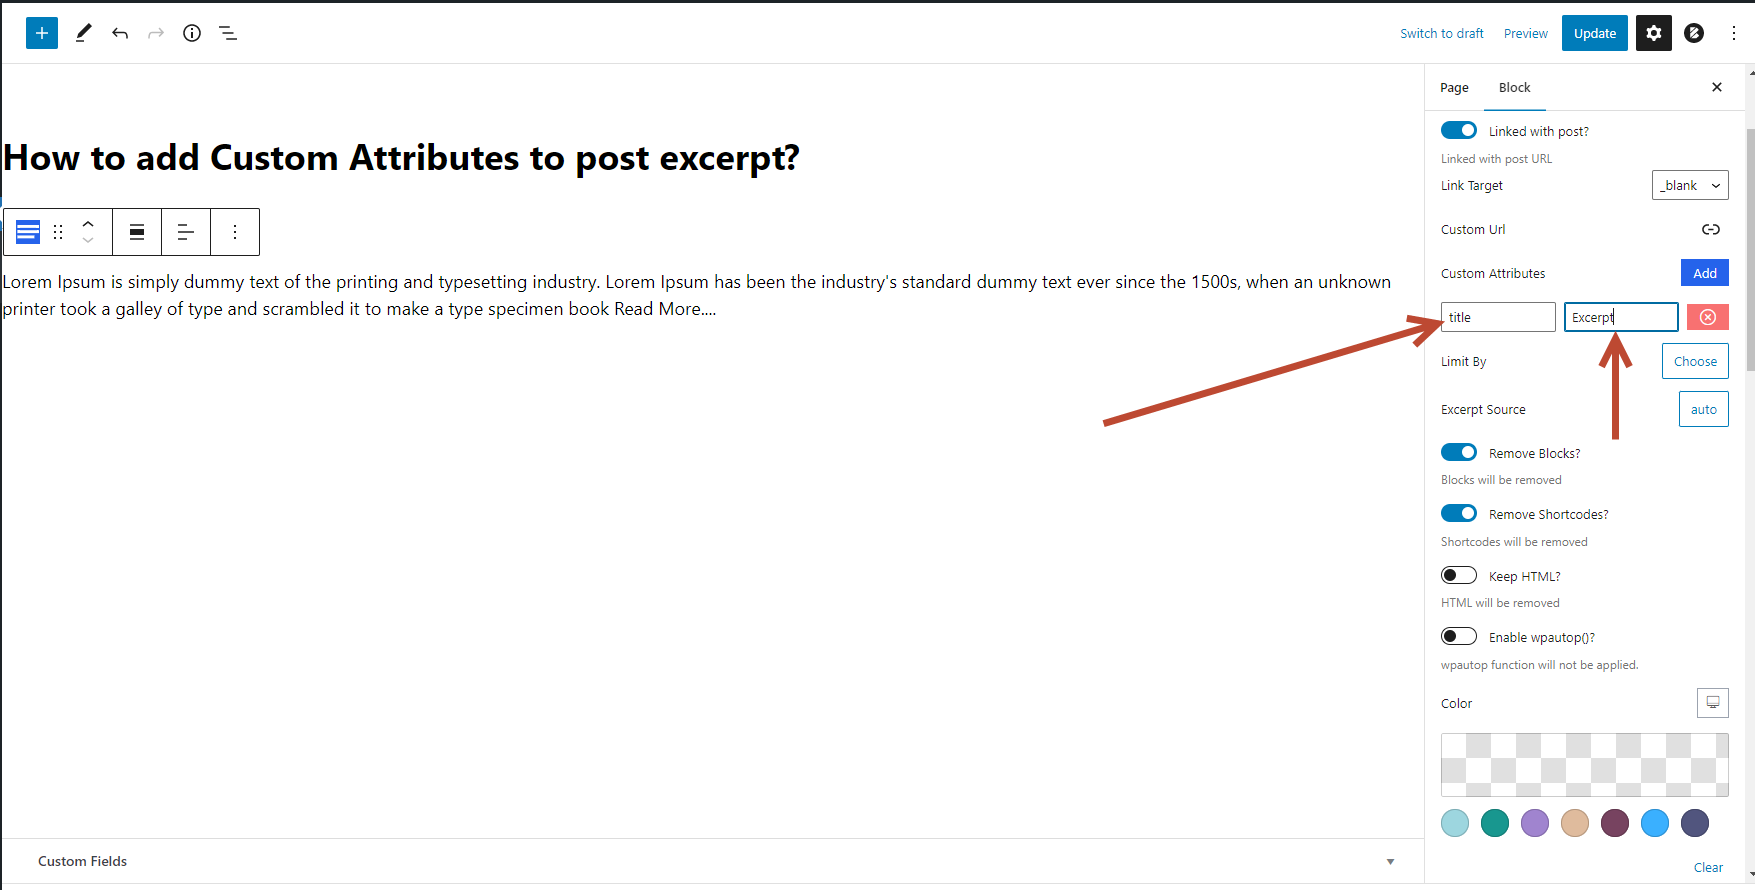 Switch to draft Preview Update
Page Block
Linked with post?
Linked with post URL
Link Target _blank
Custom Url
Custom Attributes Add
title Excerpt
Limit By Choose
Excerpt Source auto
Remove Blocks?
Blocks will be removed
Remove Shortcodes?
Shortcodes will be removed
Keep HTML?
HTML will be removed
Enable wpautop()?
wpautop function will not be applied.
Color
Clear
How to add Custom Attributes to post excerpt?
Lorem Ipsum is simply dummy text of the printing and typesetting industry. Lorem Ipsum has been the industry's standard dummy text ever since the 1500s, when an unknown
printer took a galley of type and scrambled it to make a type specimen book Read More....
Custom Fields